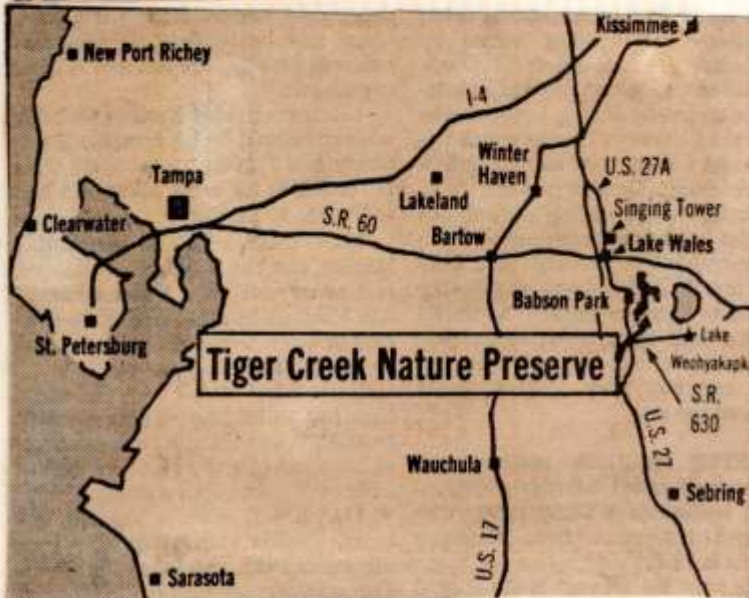 Kissimmee
New Port Richey
I-4
Tampa
Winter
Haven
U.S. 27A
Lakeland
Singing Tower
Clearwater
S.R. 60
Bartow
Lake Wales
Babson Park
St. Petersburg
Lake
Weohyakapk
Tiger Creek Nature Preserve
S.R.
630
U.S. 27
Wauchula
Sebring
U.S. 17
Sarasota